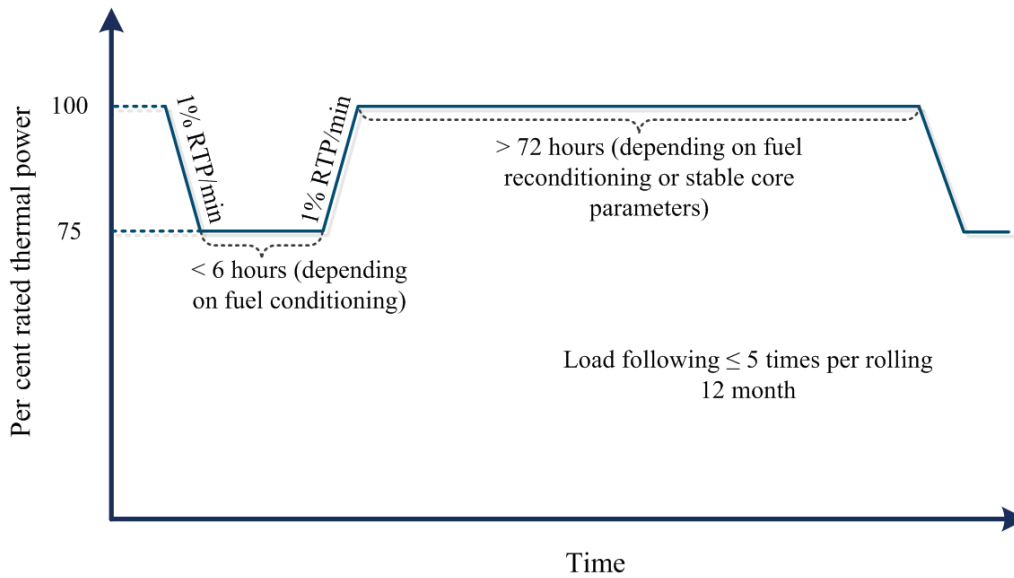 Per cent rated thermal power
100
75
1% RTP/min
1% RTP/min
> 72 hours (depending on fuel
reconditioning or stable core
parameters)
< 6 hours (depending
on fuel conditioning)
Load following ≤ 5 times per rolling
12 month
Time